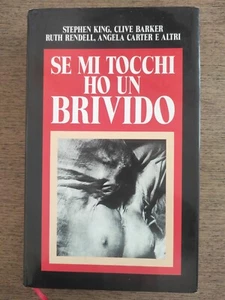 STEPHEN KING, CLIVE BARKER
RUTH RENDELL, ANGELA CARTER E ALTRI
SE MI TOCCHI
HO UN
BRIVIDO